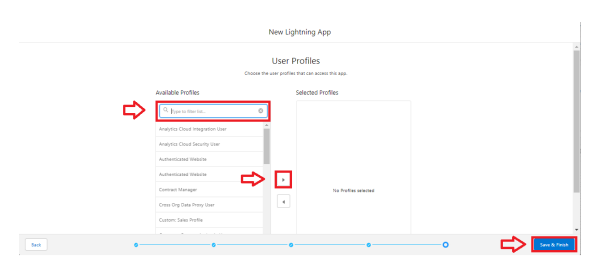 New Lightning App
User Profiles
Choose the user profiles that can access this app.
Available Profiles
Selected Profiles
Type to filter list...
Analytics Cloud Integration User
Analytics Cloud Security User
Authenticated Website
Authenticated Website
Contract Manager
Cross Org Data Proxy User
Custom: Sales Profile
No Profiles selected
Back
Save & Finish